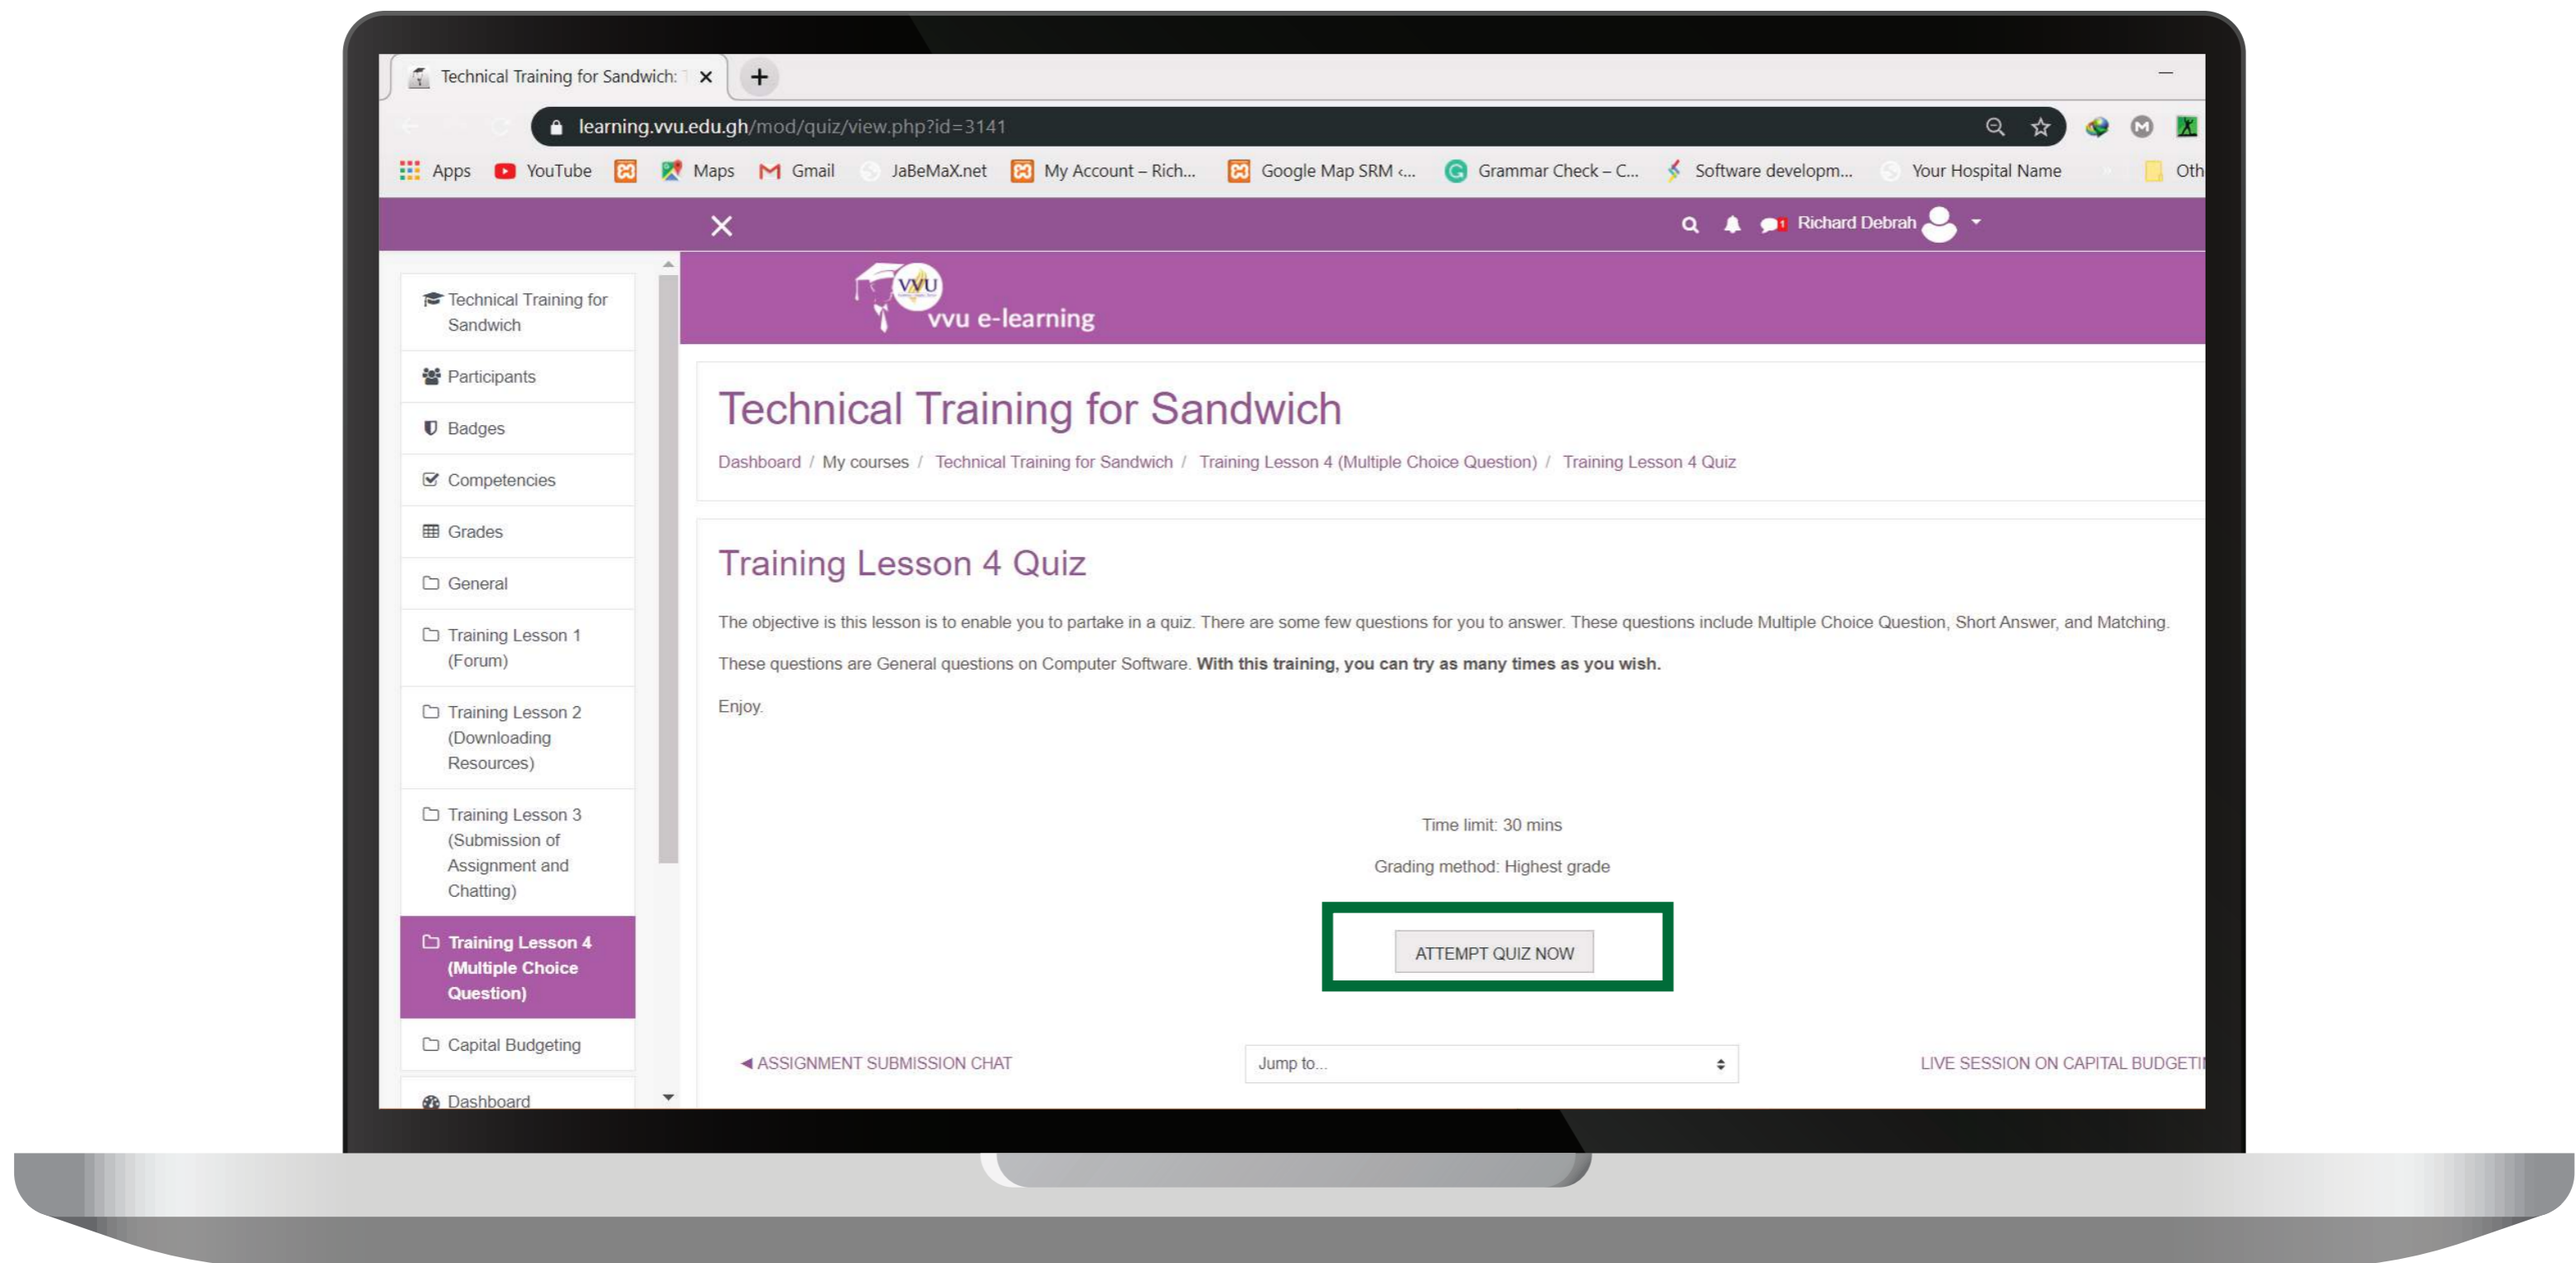 Technical Training for Sandwich:
learning.vvu.edu.gh/mod/quiz/view.php?id=3141
Apps YouTube Maps Gmail JaBeMaX.net My Account – Rich... Google Map SRM ‹... Grammar Check – C... Software developm... Your Hospital Name Oth
1 Richard Debrah
VVU
vvu e-learning
Technical Training for
Sandwich
Participants
Badges
Competencies
Grades
General
Training Lesson 1
(Forum)
Training Lesson 2
(Downloading
Resources)
Training Lesson 3
(Submission of
Assignment and
Chatting)
Training Lesson 4
(Multiple Choice
Question)
Capital Budgeting
Dashboard
Technical Training for Sandwich
Dashboard / My courses / Technical Training for Sandwich / Training Lesson 4 (Multiple Choice Question) / Training Lesson 4 Quiz
Training Lesson 4 Quiz
The objective is this lesson is to enable you to partake in a quiz. There are some few questions for you to answer. These questions include Multiple Choice Question, Short Answer, and Matching.
These questions are General questions on Computer Software. With this training, you can try as many times as you wish.
Enjoy.
Time limit: 30 mins
Grading method: Highest grade
ATTEMPT QUIZ NOW
◄ ASSIGNMENT SUBMISSION CHAT
Jump to...
LIVE SESSION ON CAPITAL BUDGETI